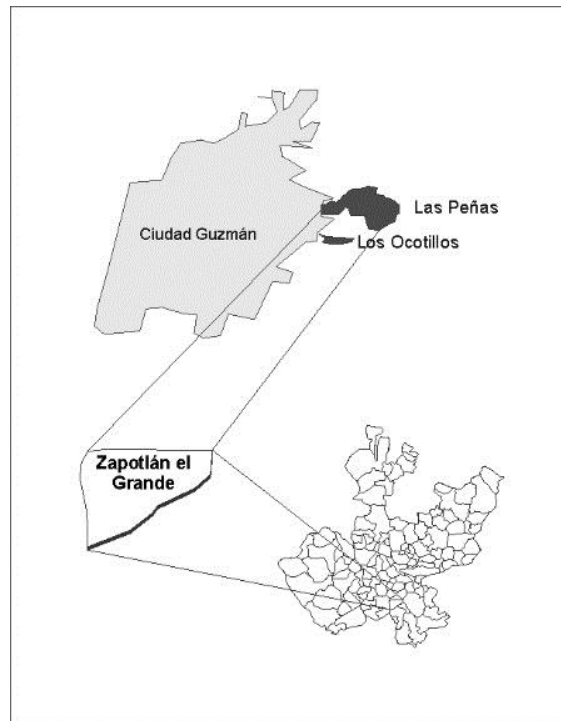 Las Peñas
Ciudad Guzmán
Los Ocotillos
Zapotlán el
Grande